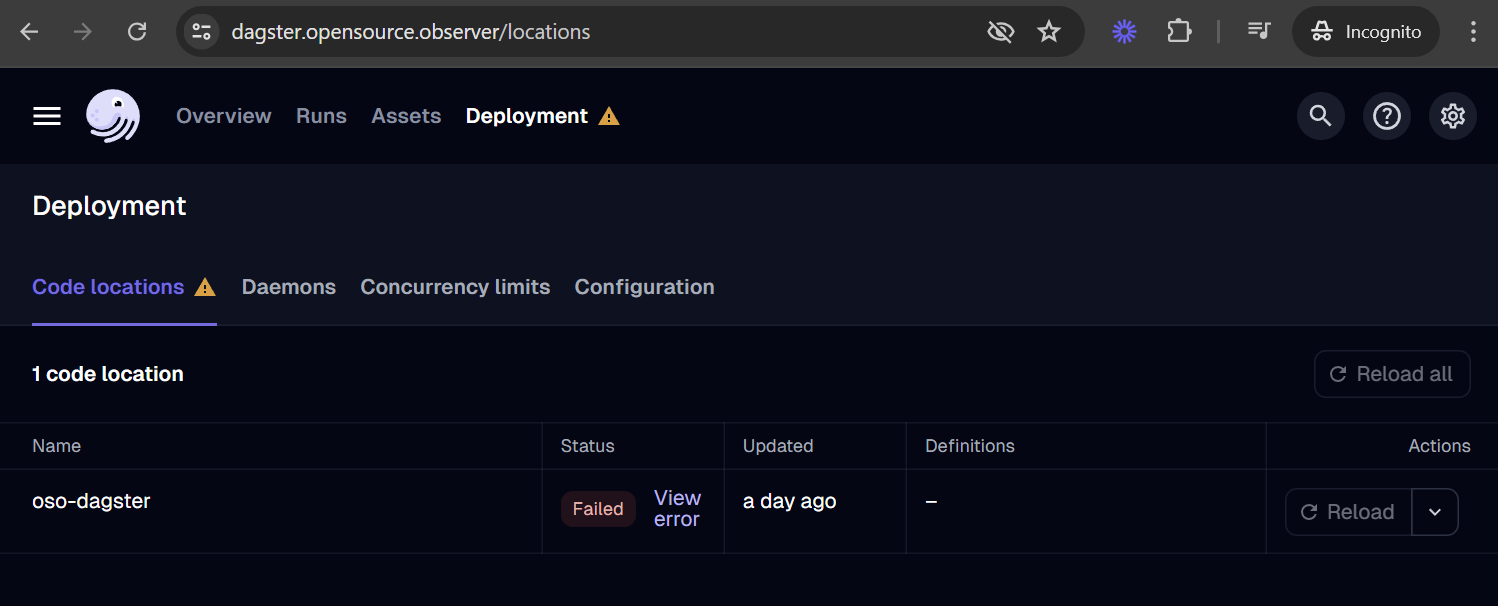 dagster.opensource.observer/locations
Incognito
Overview Runs Assets Deployment
Deployment
Code locations Daemons Concurrency limits Configuration
1 code location
Reload all
Name Status Updated Definitions Actions
oso-dagster Failed View error a day ago – Reload